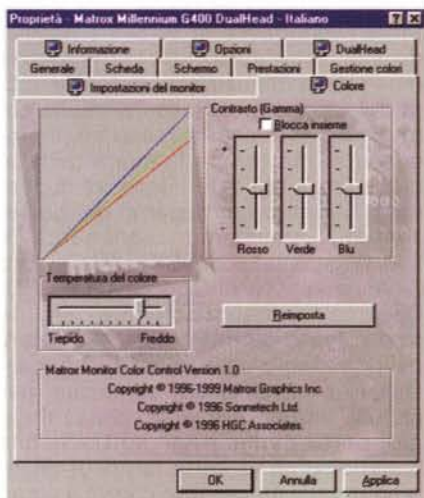 Proprietà - Matrox Millennium G400 DualHead - Italiano
Informazione Opzioni DualHead
Generale Scheda Schermo Prestazioni Gestione colori
Impostazioni del monitor Colore
Contrasto (Gamma)
Blocca insieme
+
-
Rosso Verde Blu
Temperatura del colore
Tiepido Freddo
Reimposta
Matrox Monitor Color Control Version 1.0
Copyright © 1996-1999 Matrox Graphics Inc.
Copyright © 1996 Sonnetech Ltd.
Copyright © 1996 HGC Associates.
OK Annulla Applica